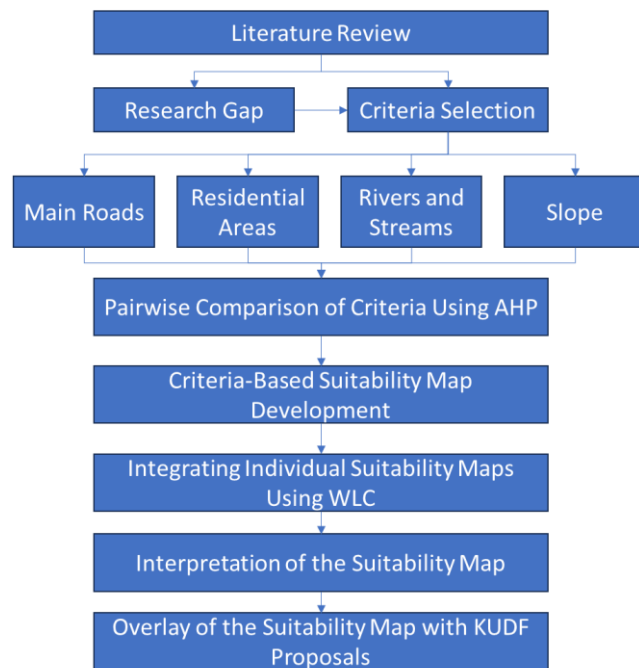 Literature Review
Research Gap
Criteria Selection
Main Roads
Residential
Areas
Rivers and
Streams
Slope
Pairwise Comparison of Criteria Using AHP
Criteria-Based Suitability Map
Development
Integrating Individual Suitability Maps
Using WLC
Interpretation of the Suitability Map
Overlay of the Suitability Map with KUDF
Proposals